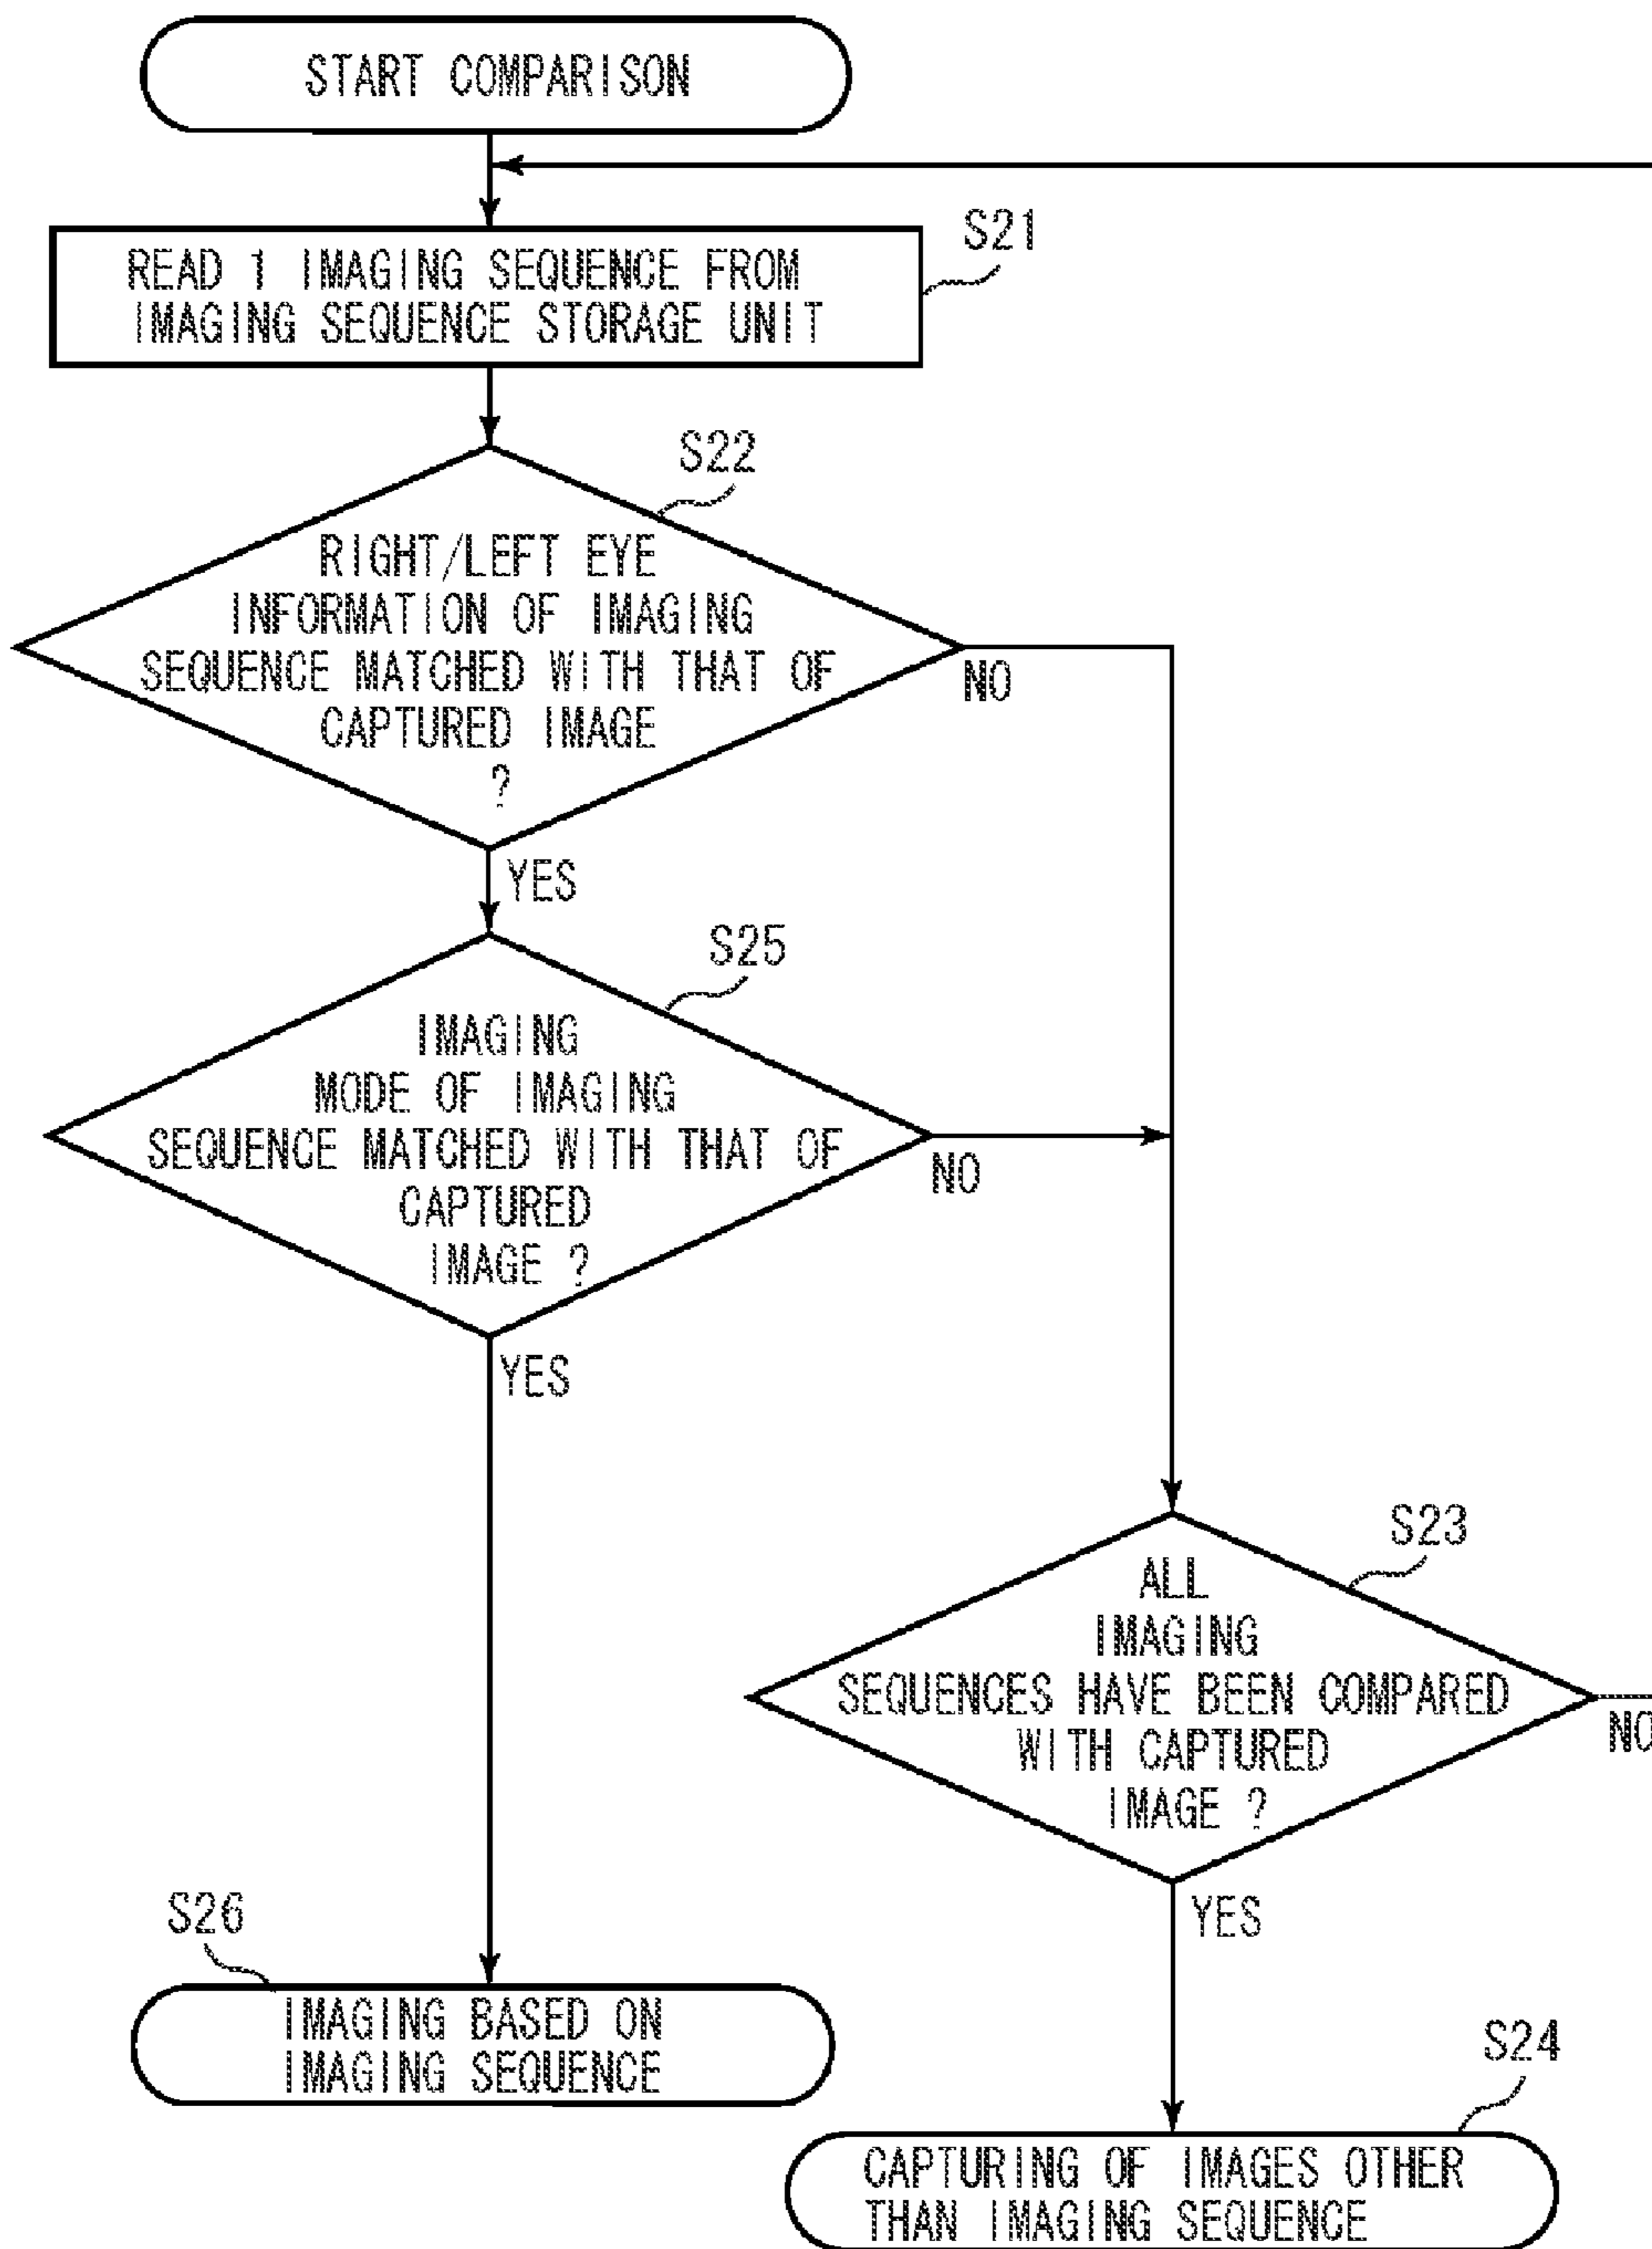 START COMPARISON
S21
READ 1 IMAGING SEQUENCE FROM
IMAGING SEQUENCE STORAGE UNIT
S22
RIGHT/LEFT EYE
INFORMATION OF IMAGING
SEQUENCE MATCHED WITH THAT OF
CAPTURED IMAGE
?
NO
YES
S25
IMAGING
MODE OF IMAGING
SEQUENCE MATCHED WITH THAT OF
CAPTURED
IMAGE ?
NO
YES
S23
ALL
IMAGING
SEQUENCES HAVE BEEN COMPARED
WITH CAPTURED
IMAGE ?
NO
YES
S26
IMAGING BASED ON
IMAGING SEQUENCE
S24
CAPTURING OF IMAGES OTHER
THAN IMAGING SEQUENCE